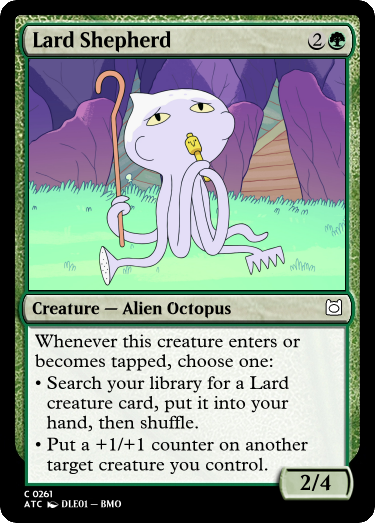 Lard Shepherd 2
Creature — Alien Octopus
Whenever this creature enters or
becomes tapped, choose one:
• Search your library for a Lard
creature card, put it into your
hand, then shuffle.
• Put a +1/+1 counter on another
target creature you control.
2/4
C 0261
ATC DLE01 — BMO